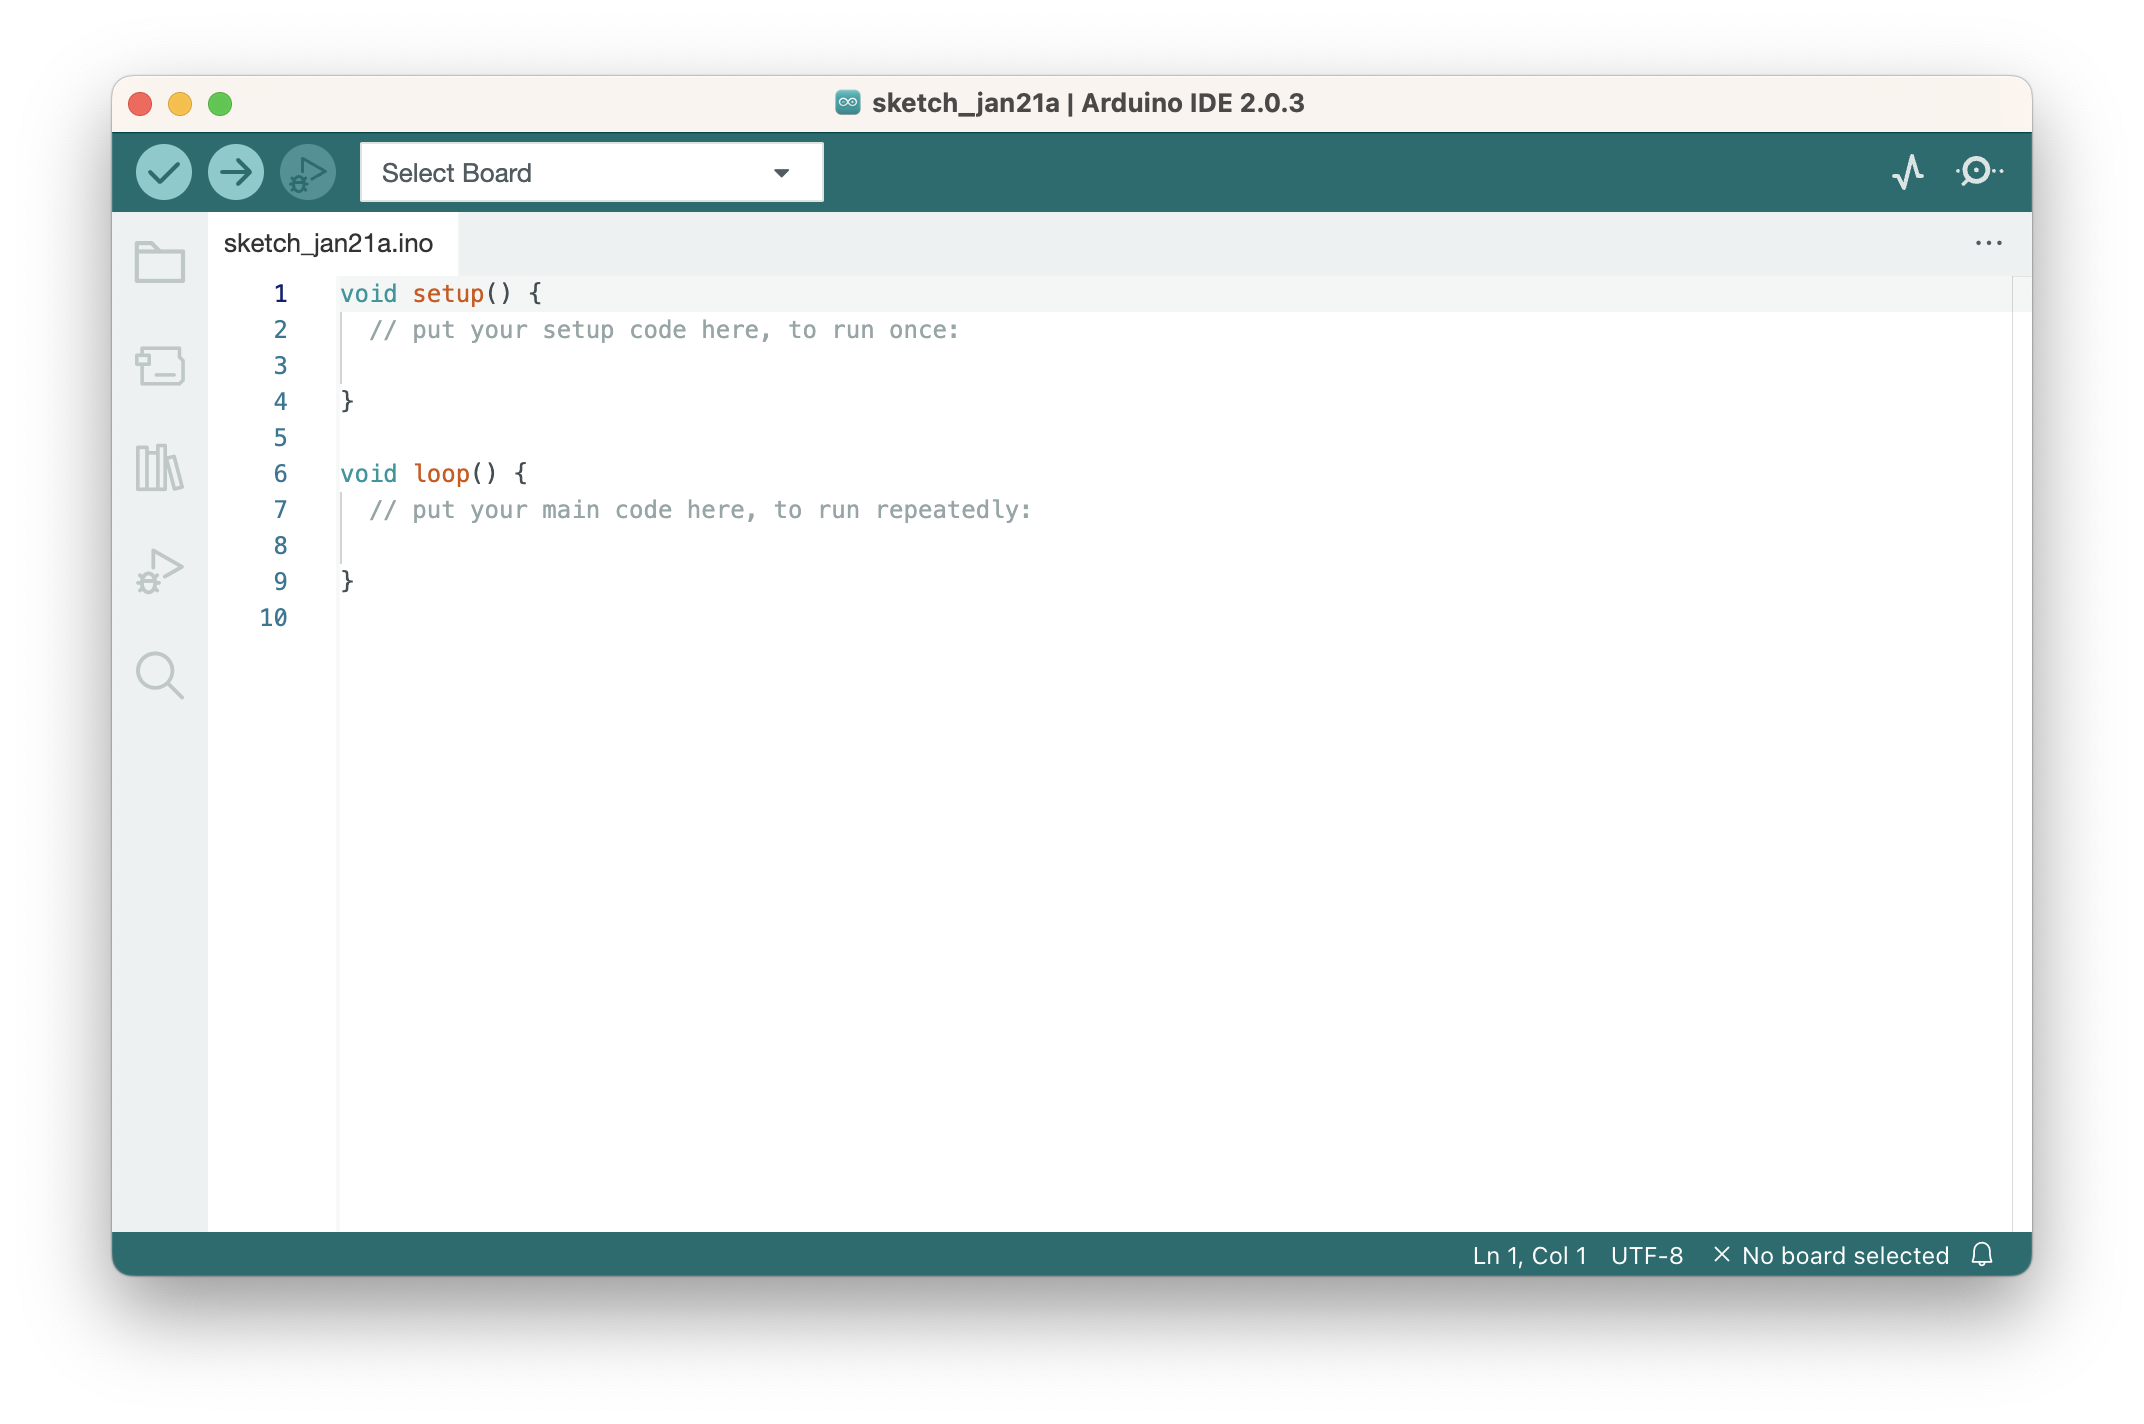 sketch_jan21a | Arduino IDE 2.0.3
Select Board
sketch_jan21a.ino
...
1 void setup() {
2   // put your setup code here, to run once:
3
4 }
5
6 void loop() {
7   // put your main code here, to run repeatedly:
8
9 }
10
Ln 1, Col 1 UTF-8 × No board selected